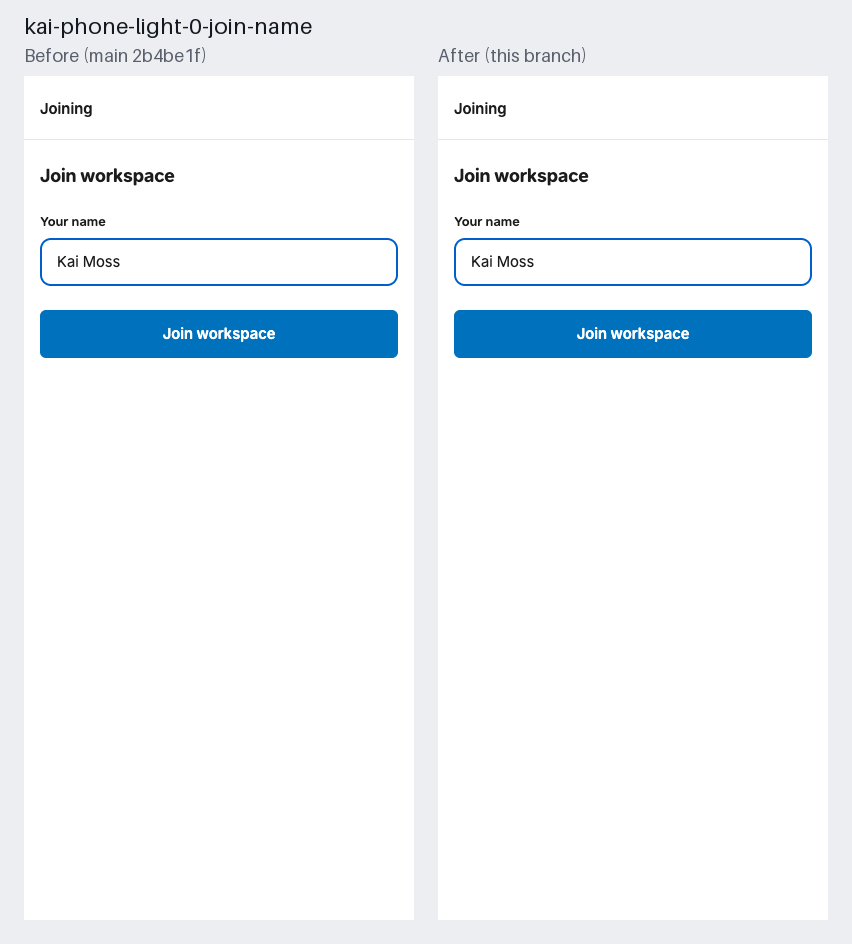 kai-phone-light-0-join-name
Before (main 2b4be1f)
Joining
Join workspace
Your name
Kai Moss
Join workspace
After (this branch)
Joining
Join workspace
Your name
Kai Moss
Join workspace